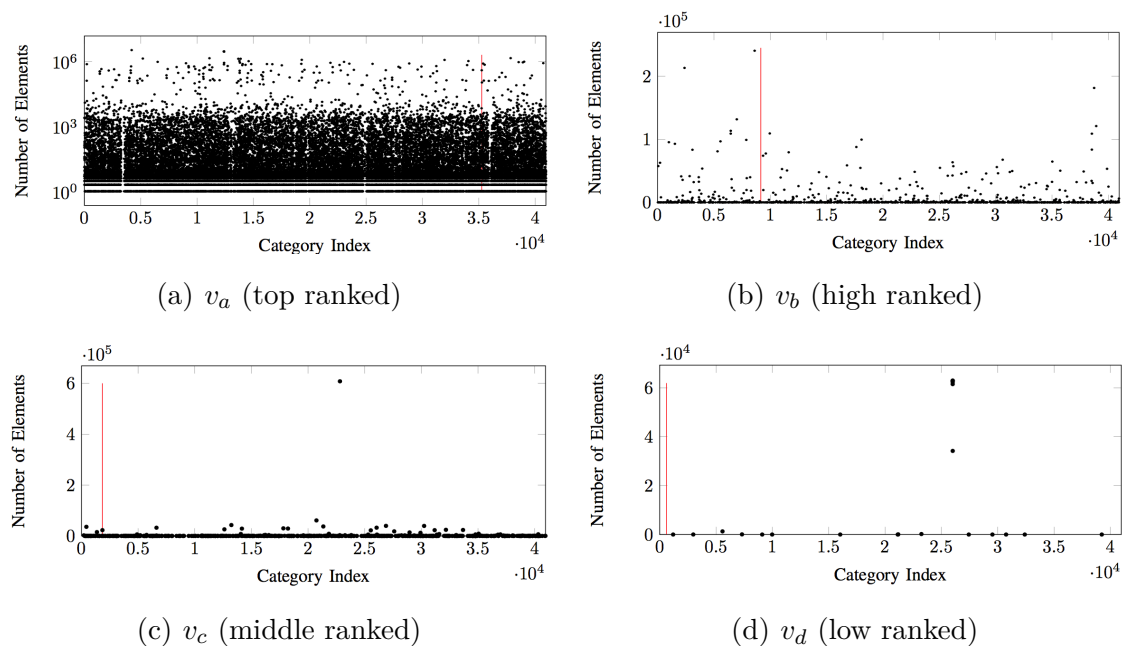 10^6
10^3
10^0
Number of Elements
0 0.5 1 1.5 2 2.5 3 3.5 4
·10^4
Category Index
(a) v_a (top ranked)
·10^5
2
1
0
Number of Elements
0 0.5 1 1.5 2 2.5 3 3.5 4
·10^4
Category Index
(b) v_b (high ranked)
·10^5
6
4
2
0
Number of Elements
0 0.5 1 1.5 2 2.5 3 3.5 4
·10^4
Category Index
(c) v_c (middle ranked)
·10^4
6
4
2
0
Number of Elements
0 0.5 1 1.5 2 2.5 3 3.5 4
·10^4
Category Index
(d) v_d (low ranked)